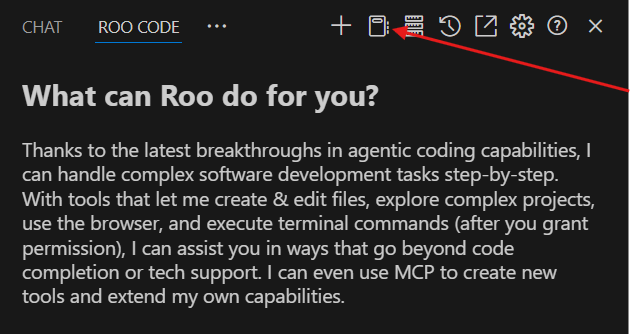 CHAT ROO CODE ···
What can Roo do for you?
Thanks to the latest breakthroughs in agentic coding capabilities, I
can handle complex software development tasks step-by-step.
With tools that let me create & edit files, explore complex projects,
use the browser, and execute terminal commands (after you grant
permission), I can assist you in ways that go beyond code
completion or tech support. I can even use MCP to create new
tools and extend my own capabilities.